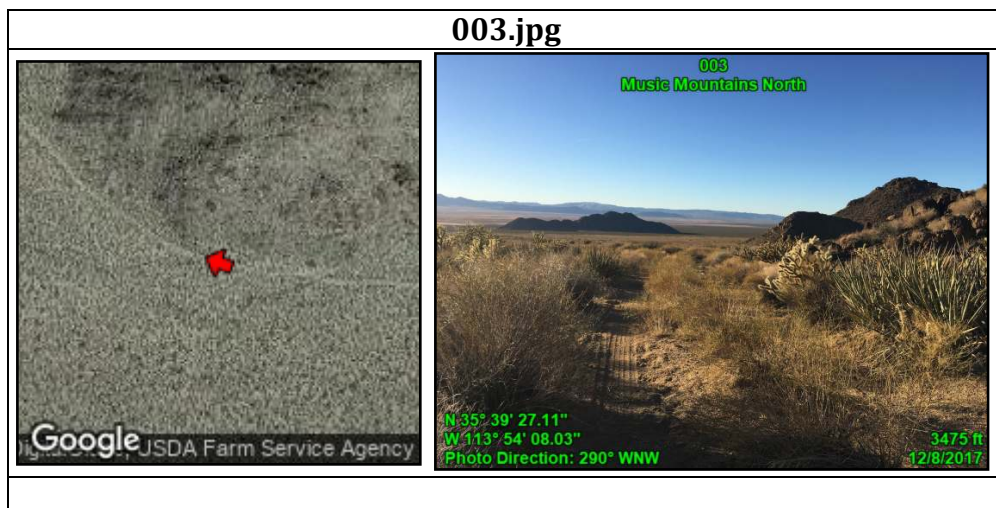 003.jpg
003
Music Mountains North
Google
USDA Farm Service Agency
N 35° 39' 27.11"
W 113° 54' 08.03"
Photo Direction: 290° WNW
3475 ft
12/8/2017